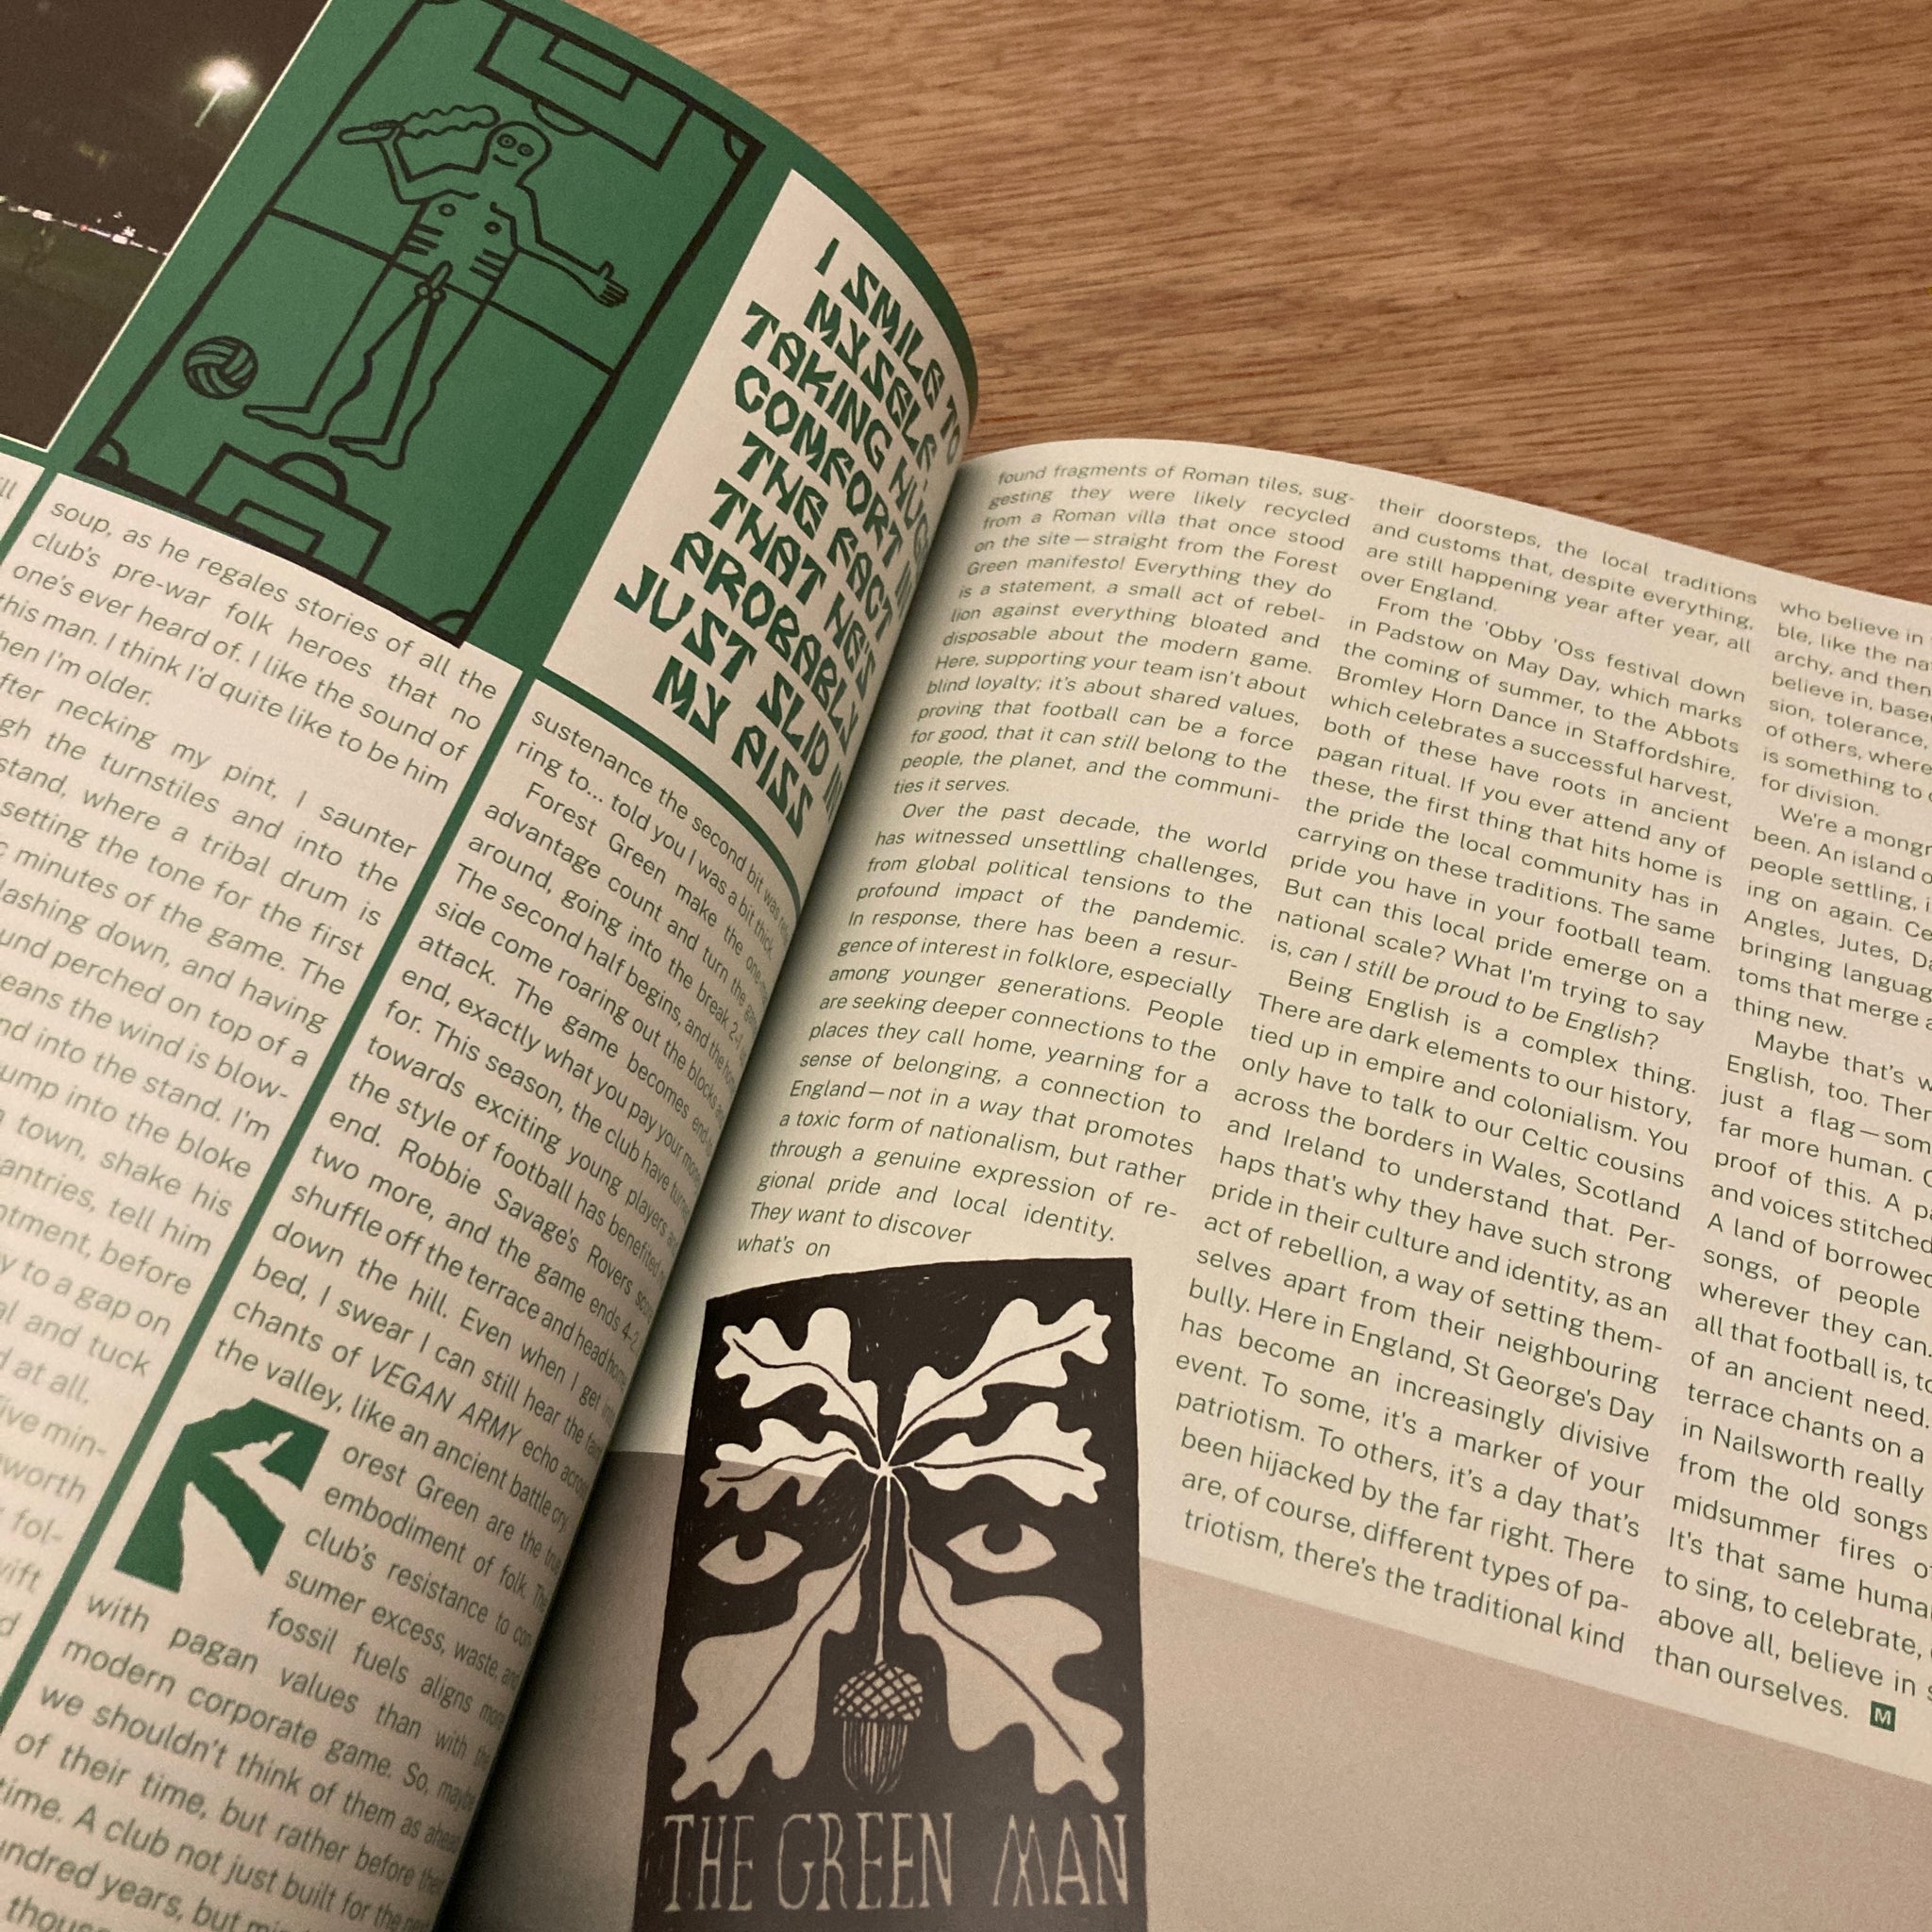 I SMILE TO
MYSELF,
TAKING HUGE
COMFORT IN
THE FACT
THAT HE'S
PROBABLY
JUST SLID IN
MY PISS
ill
soup, as he regales stories of all the
club's pre-war folk heroes that no
one's ever heard of. I like the sound of
this man. I think I'd quite like to be him
when I'm older.
After necking my pint, I saunter
the turnstiles and into the
stand, where a tribal drum is
setting the tone for the first
minutes of the game. The
down, and having
perched on top of a
means the wind is blow-
and into the stand. I'm
into the bloke
town, shake his
tell him
before
to a gap on
and tuck
at all.
five min-
fol-
sustenance the second bit was
ring to... told you I was a bit thick.
Forest Green make the one-
advantage count and turn the game
around, going into the break 2-1 up.
The second half begins, and the home
side come roaring out the blocks
attack. The game becomes end-to-
end, exactly what you pay your money
for. This season, the club have turned
towards exciting young players and
the style of football has benefited
end. Robbie Savage's Rovers score
two more, and the game ends 4-2. I
shuffle off the terrace and head home
down the hill. Even when I get into
bed, I swear I can still hear the faint
chants of VEGAN ARMY echo across
the valley, like an ancient battle cry.
Forest Green are the true
embodiment of folk. The
club's resistance to con-
sumer excess, waste, and
fossil fuels aligns more
with pagan values than with the
modern corporate game. So, maybe
we shouldn't think of them as ahead
of their time, but rather before their
time. A club not just built for the next
hundred years, but
found fragments of Roman tiles, sug-
gesting they were likely recycled
from a Roman villa that once stood
on the site—straight from the Forest
Green manifesto! Everything they do
is a statement, a small act of rebel-
lion against everything bloated and
disposable about the modern game.
Here, supporting your team isn't about
blind loyalty; it's about shared values,
proving that football can be a force
for good, that it can still belong to the
people, the planet, and the communi-
ties it serves.
Over the past decade, the world
has witnessed unsettling challenges,
from global political tensions to the
profound impact of the pandemic.
In response, there has been a resur-
gence of interest in folklore, especially
among younger generations. People
are seeking deeper connections to the
places they call home, yearning for a
sense of belonging, a connection to
England—not in a way that promotes
a toxic form of nationalism, but rather
through a genuine expression of re-
gional pride and local identity.
They want to discover
what's on
THE GREEN MAN
their doorsteps, the local traditions
and customs that, despite everything,
are still happening year after year, all
over England.
From the 'Obby 'Oss festival down
in Padstow on May Day, which marks
the coming of summer, to the Abbots
Bromley Horn Dance in Staffordshire,
which celebrates a successful harvest,
both of these have roots in ancient
pagan ritual. If you ever attend any of
these, the first thing that hits home is
the pride the local community has in
carrying on these traditions. The same
pride you have in your football team.
But can this local pride emerge on a
national scale? What I'm trying to say
is, can I still be proud to be English?
Being English is a complex thing.
There are dark elements to our history,
tied up in empire and colonialism. You
only have to talk to our Celtic cousins
across the borders in Wales, Scotland
and Ireland to understand that. Per-
haps that's why they have such strong
pride in their culture and identity, as an
act of rebellion, a way of setting them-
selves apart from their neighbouring
bully. Here in England, St George's Day
has become an increasingly divisive
event. To some, it's a marker of your
patriotism. To others, it's a day that's
been hijacked by the far right. There
are, of course, different types of pa-
triotism, there's the traditional kind
who believe in
ble, like the
archy, and then
believe in, based
sion, tolerance,
of others, where
is something to
for division.
We're a mongrel
been. An island of
people settling,
ing on again.
Angles, Jutes,
bringing language
toms that merge
thing new.
Maybe that's
English, too.
just a flag—
far more human.
proof of this. A
and voices stitched
A land of borrowed
songs, of people
wherever they can.
all that football is,
of an ancient need.
terrace chants on a
in Nailsworth really
from the old songs
midsummer fires
It's that same human
to sing, to celebrate,
above all, believe in
than ourselves. M